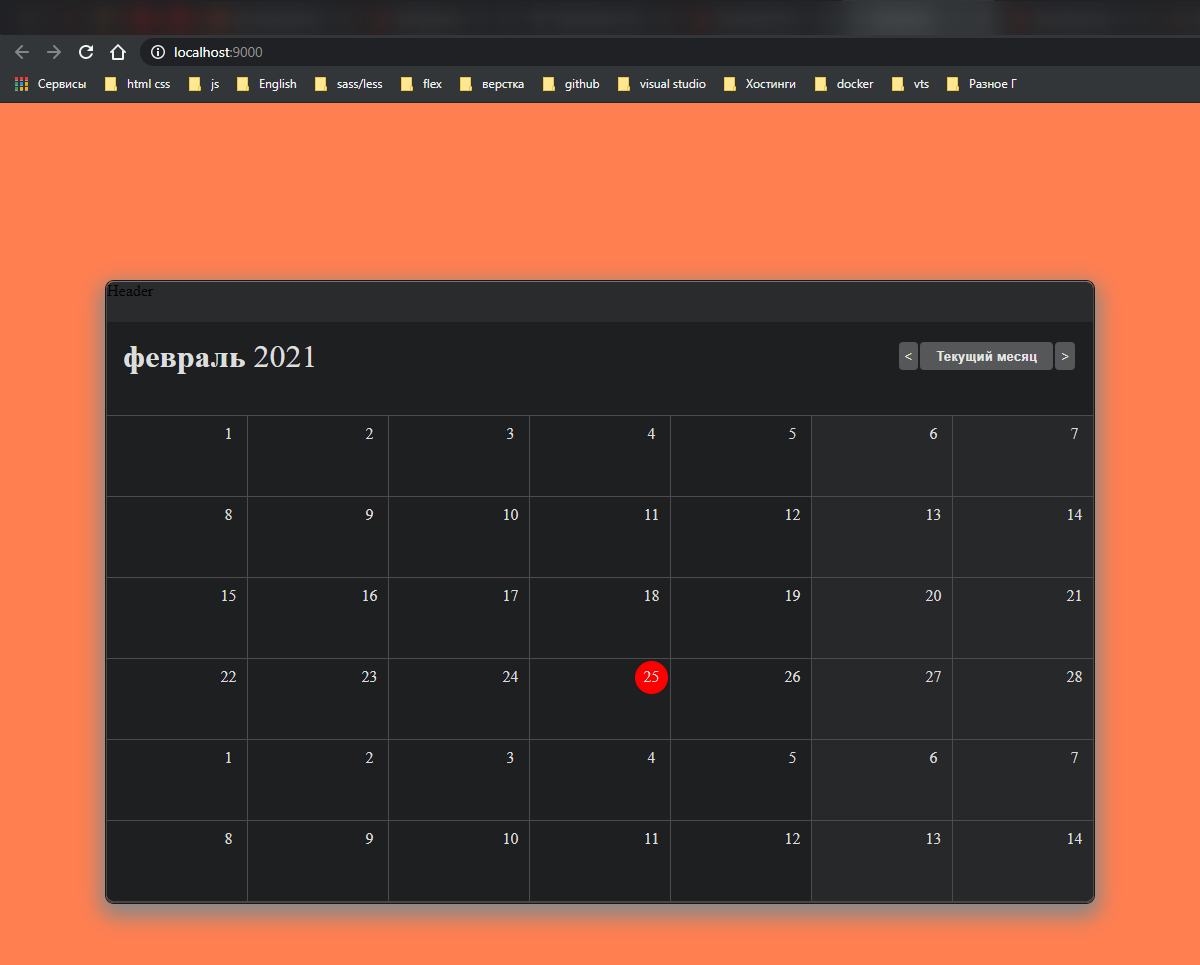 localhost:9000
Сервисы html css js English sass/less flex верстка github visual studio Хостинги docker vts Разное Г
Header
февраль 2021 < Текущий месяц >
1 2 3 4 5 6 7
8 9 10 11 12 13 14
15 16 17 18 19 20 21
22 23 24 25 26 27 28
1 2 3 4 5 6 7
8 9 10 11 12 13 14